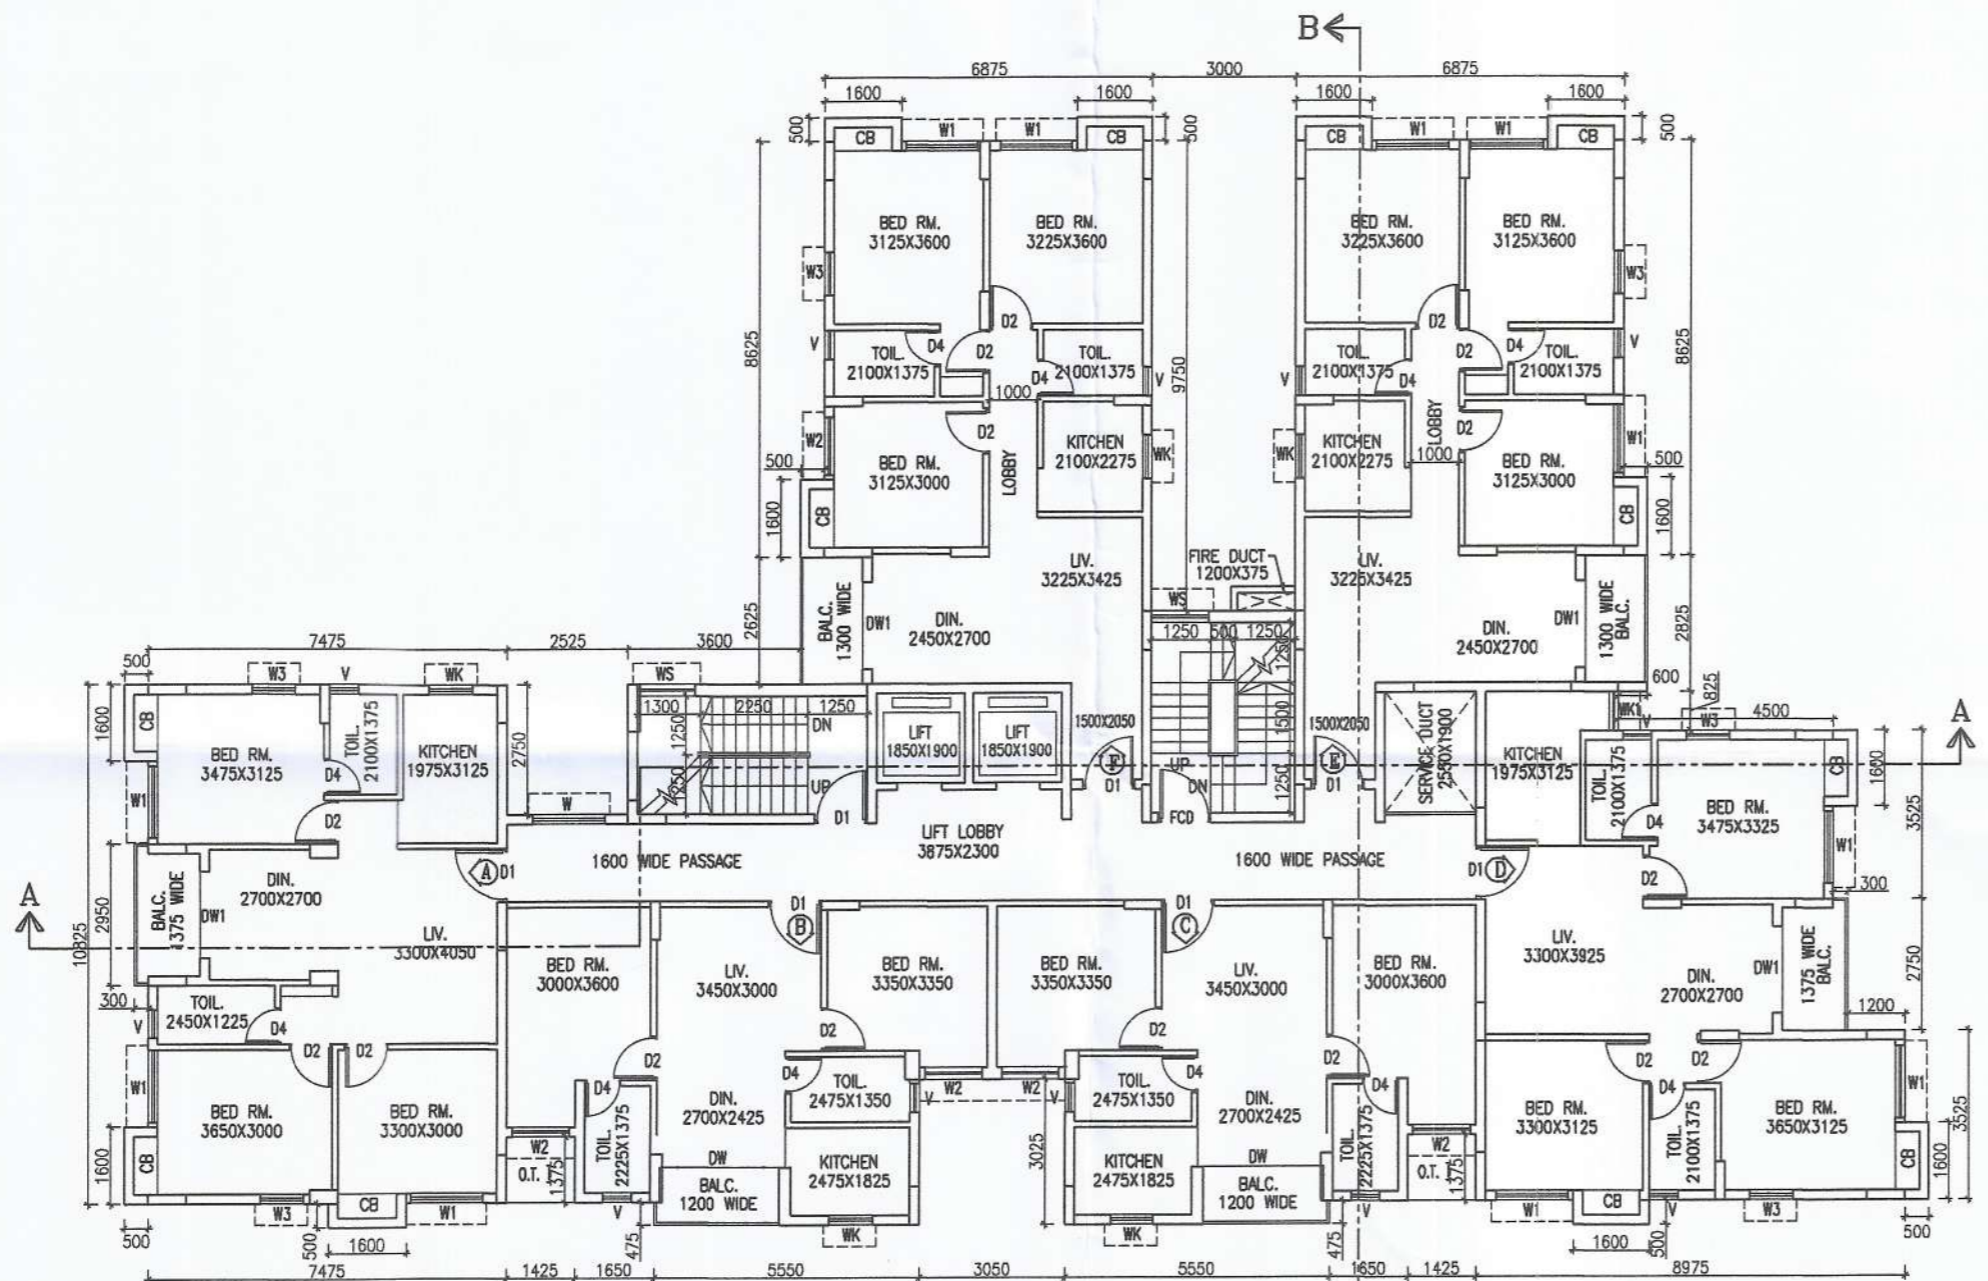 B
6875
3000
6875
1600
1600
1600
1600
500
CB
W1
W1
CB
500
CB
W1
W1
CB
500
BED RM.
3125X3600
BED RM.
3225X3600
BED RM.
3225X3600
BED RM.
3125X3600
W3
W3
8625
9750
8625
D2
D2
V
TOIL.
2100X1375
D4
D2
TOIL.
2100X1375
D4
V
V
TOIL.
2100X1375
D4
D2
D4
TOIL.
2100X1375
V
1000
1000
W2
D2
KITCHEN
2100X2275
WK
WK
KITCHEN
2100X2275
LOBBY
D2
W1
500
BED RM.
3125X3000
LOBBY
BED RM.
3125X3000
500
1600
CB
CB
1600
LIV.
3225X3425
FIRE DUCT
1200X375
LIV.
3225X3425
WS
2625
BALC.
1300 WIDE
DW1
DIN.
2450X2700
DIN.
2450X2700
DW1
1300 WIDE
BALC.
2825
1250
500
1250
1250
1500
1250
7475
2525
3600
500
W3
V
WK
WS
600
825
WK1
V
W3
4500
A
1600
CB
BED RM.
3475X3125
TOIL.
2100X1375
D4
KITCHEN
1975X3125
2750
1300
2250
1250
1250
1250
DN
UP
LIFT
1850X1900
LIFT
1850X1900
1500X2050
F
D1
UP
DN
FCD
1500X2050
E
D1
SERVICE DUCT
2550X1900
KITCHEN
1975X3125
TOIL.
2100X1375
D4
BED RM.
3475X3325
CB
1600
3525
W1
W1
W
D2
D1
LIFT LOBBY
3875X2300
1600 WIDE PASSAGE
1600 WIDE PASSAGE
A
D1
D1
D
D2
300
A
10825
2950
BALC.
1375 WIDE
DW1
DIN.
2700X2700
LIV.
3300X4050
D1
B
D1
C
LIV.
3300X3925
DIN.
2700X2700
DW1
1375 WIDE
BALC.
2750
1200
BED RM.
3000X3600
LIV.
3450X3000
BED RM.
3350X3350
BED RM.
3350X3350
LIV.
3450X3000
BED RM.
3000X3600
300
V
TOIL.
2450X1225
D4
D2
D2
D2
D2
D2
D2
D2
D2
W1
BED RM.
3650X3000
BED RM.
3300X3000
D4
D4
TOIL.
2475X1350
V
W2
W2
V
TOIL.
2475X1350
D4
D4
D4
W1
DIN.
2700X2425
DIN.
2700X2425
BED RM.
3300X3125
TOIL.
2100X1375
BED RM.
3650X3125
3525
1600
CB
W2
O.T.
1375
TOIL.
2225X1375
DW
BALC.
1200 WIDE
KITCHEN
2475X1825
3025
KITCHEN
2475X1825
DW
BALC.
1200 WIDE
TOIL.
2225X1375
W2
O.T.
1375
CB
1600
W3
CB
W1
V
WK
WK
V
W1
CB
V
W3
500
500
1600
475
475
1600
500
500
7475
1425
1650
5550
3050
5550
1650
1425
8975